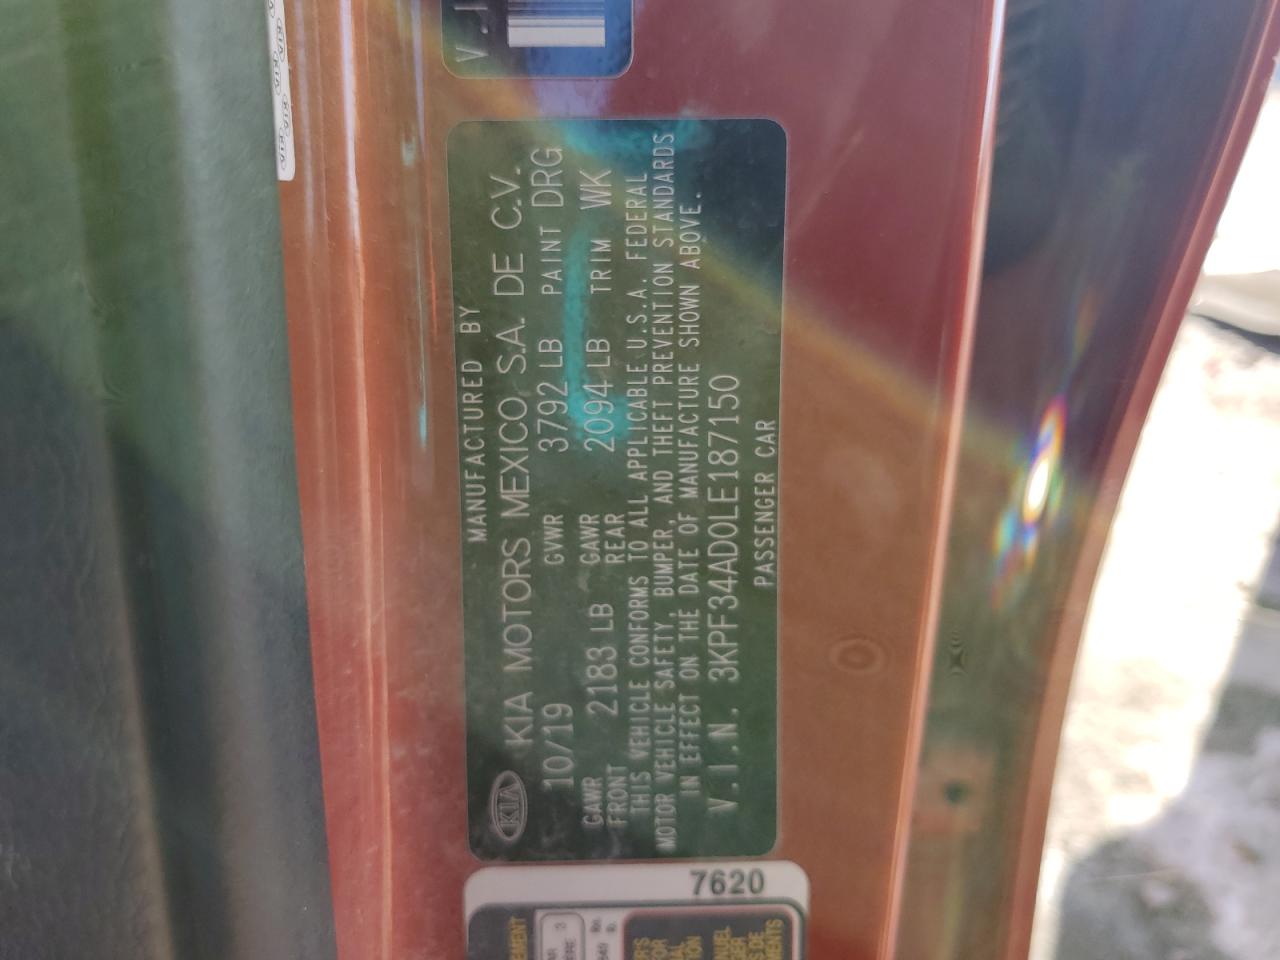 MANUFACTURED BY
KIA KIA MOTORS MEXICO S.A. DE C.V.
10/19 GVWR 3792 LB PAINT DRG
GAWR FRONT 2183 LB GAWR REAR 2094 LB TRIM WK
THIS VEHICLE CONFORMS TO ALL APPLICABLE U.S.A. FEDERAL
MOTOR VEHICLE SAFETY, BUMPER, AND THEFT PREVENTION STANDARDS
IN EFFECT ON THE DATE OF MANUFACTURE SHOWN ABOVE.
V.I.N. 3KPF34AD0LE187150
PASSENGER CAR
7620